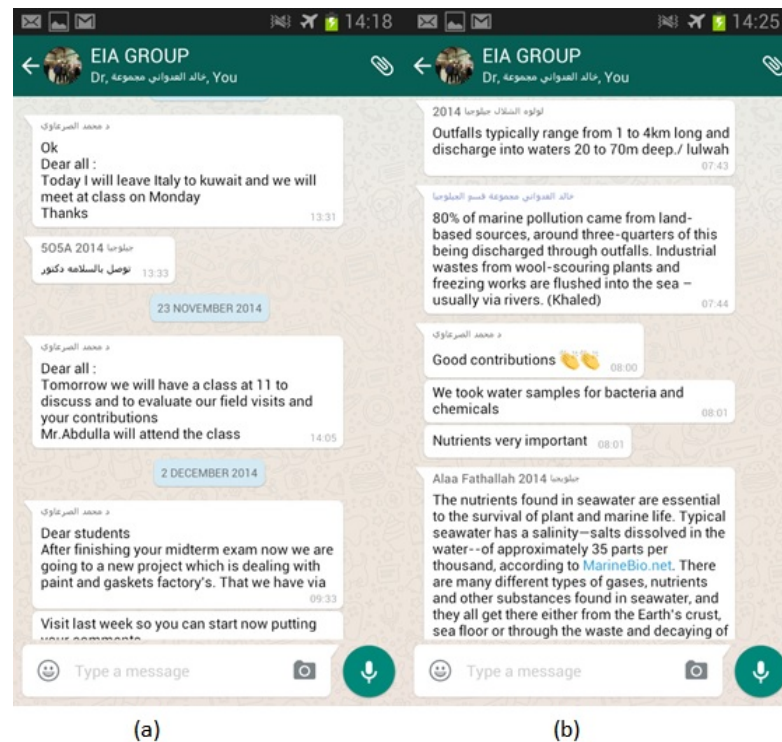 14:18
EIA GROUP
Dr, خالد العدواني مجموعة, You
د محمد الصرعاوي
Ok
Dear all :
Today I will leave Italy to kuwait and we will
meet at class on Monday
Thanks
13:31
5O5A 2014 جيلوجيا
توصل بالسلامه دكتور
13:33
23 NOVEMBER 2014
د محمد الصرعاوي
Dear all :
Tomorrow we will have a class at 11 to
discuss and to evaluate our field visits and
your contributions
Mr.Abdulla will attend the class
14:05
2 DECEMBER 2014
د محمد الصرعاوي
Dear students
After finishing your midterm exam now we are
going to a new project which is dealing with
paint and gaskets factory's. That we have via
09:33
Visit last week so you can start now putting
your comments
Type a message
(a)
14:25
EIA GROUP
Dr, خالد العدواني مجموعة, You
لولوه الشلال جيلوجيا 2014
Outfalls typically range from 1 to 4km long and
discharge into waters 20 to 70m deep./ lulwah
07:43
خالد العدواني مجموعة قسم الجيلوجيا
80% of marine pollution came from land-
based sources, around three-quarters of this
being discharged through outfalls. Industrial
wastes from wool-scouring plants and
freezing works are flushed into the sea –
usually via rivers. (Khaled)
07:44
د محمد الصرعاوي
Good contributions 👏👏
08:00
We took water samples for bacteria and
chemicals
08:01
Nutrients very important
08:01
Alaa Fathallah 2014 جيلوجيا
The nutrients found in seawater are essential
to the survival of plant and marine life. Typical
seawater has a salinity—salts dissolved in the
water--of approximately 35 parts per
thousand, according to MarineBio.net. There
are many different types of gases, nutrients
and other substances found in seawater, and
they all get there either from the Earth's crust,
sea floor or through the waste and decaying of
Type a message
(b)